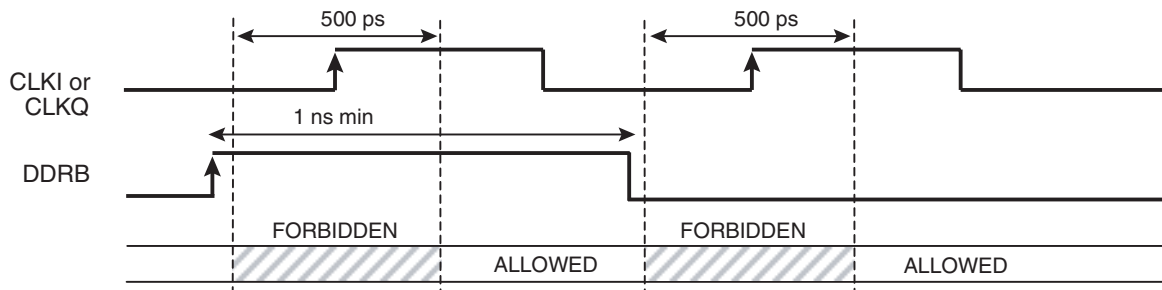 500 ps
500 ps
CLKI or
CLKQ
1 ns min
DDRB
FORBIDDEN
FORBIDDEN
ALLOWED
ALLOWED